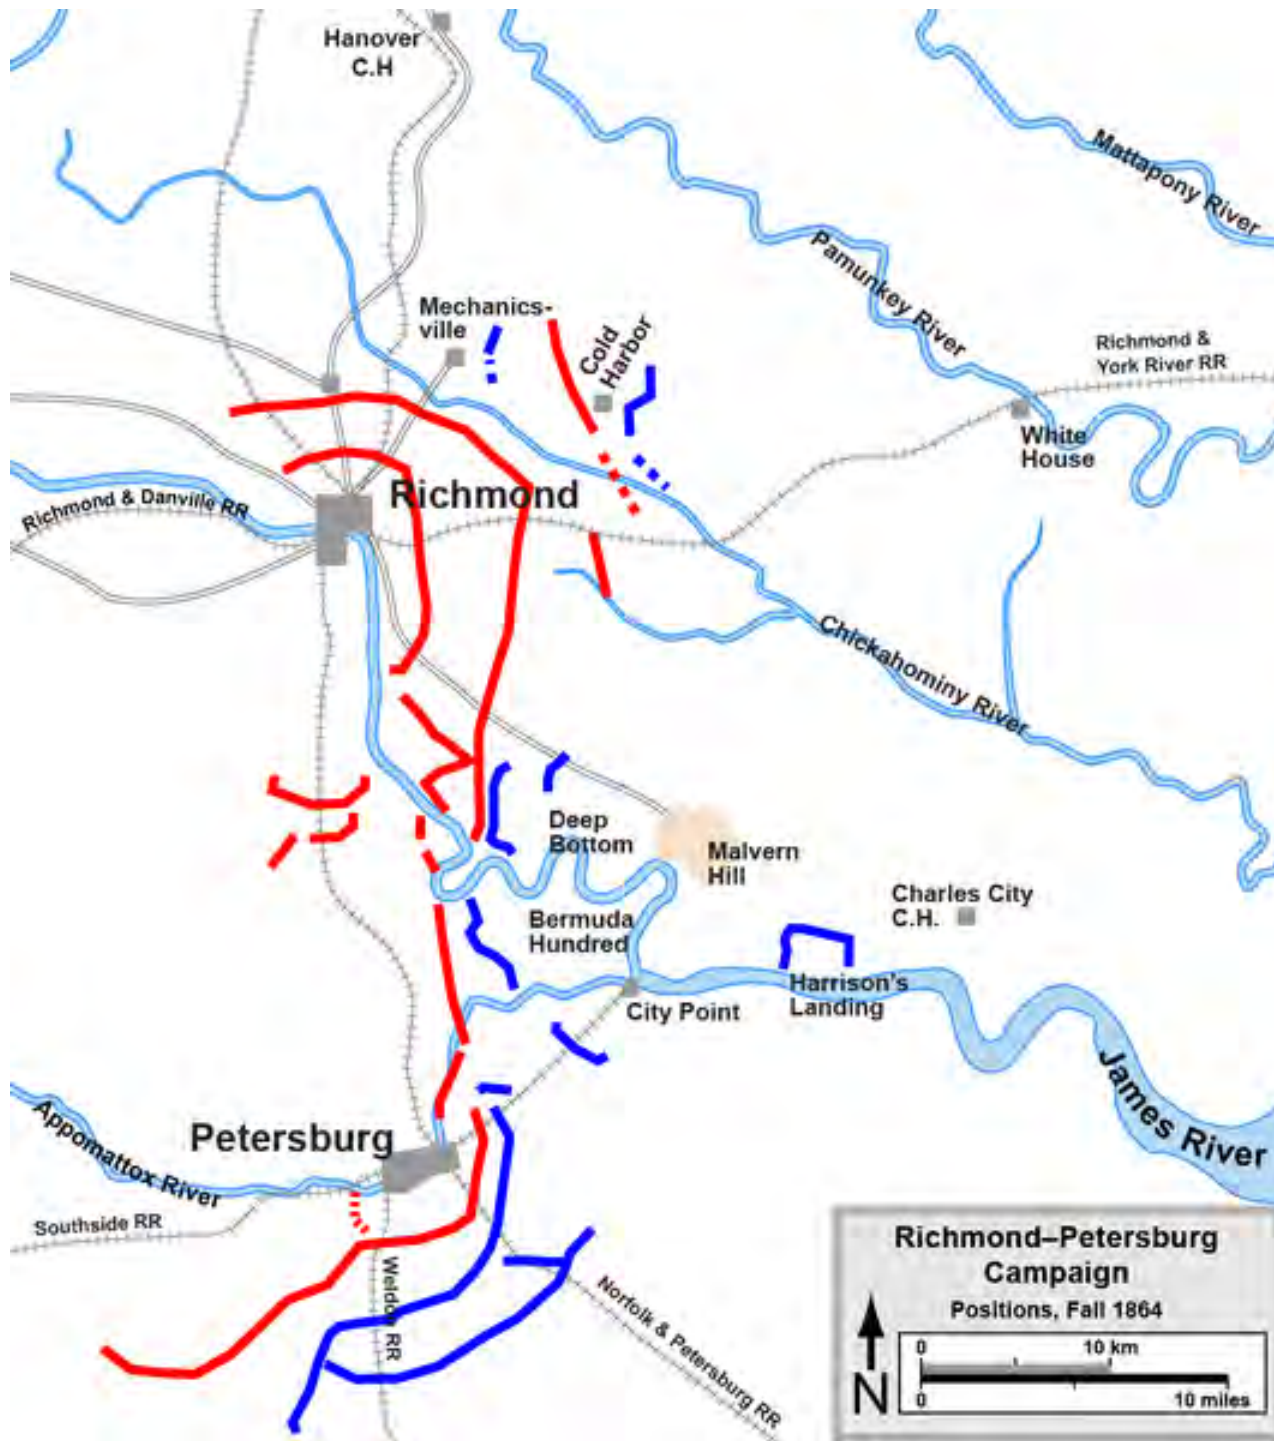 Hanover
C.H
Mattapony River
Pamunkey River
Mechanics-
ville
Cold
Harbor
Richmond &
York River RR
White
House
Richmond
Richmond & Danville RR
Chickahominy River
Deep
Bottom
Malvern
Hill
Charles City
C.H.
Bermuda
Hundred
Harrison's
Landing
City Point
James River
Petersburg
Appomattox River
Southside RR
Weldon RR
Norfolk & Petersburg RR
Richmond–Petersburg
Campaign
Positions, Fall 1864
0 10 km
N
0 10 miles